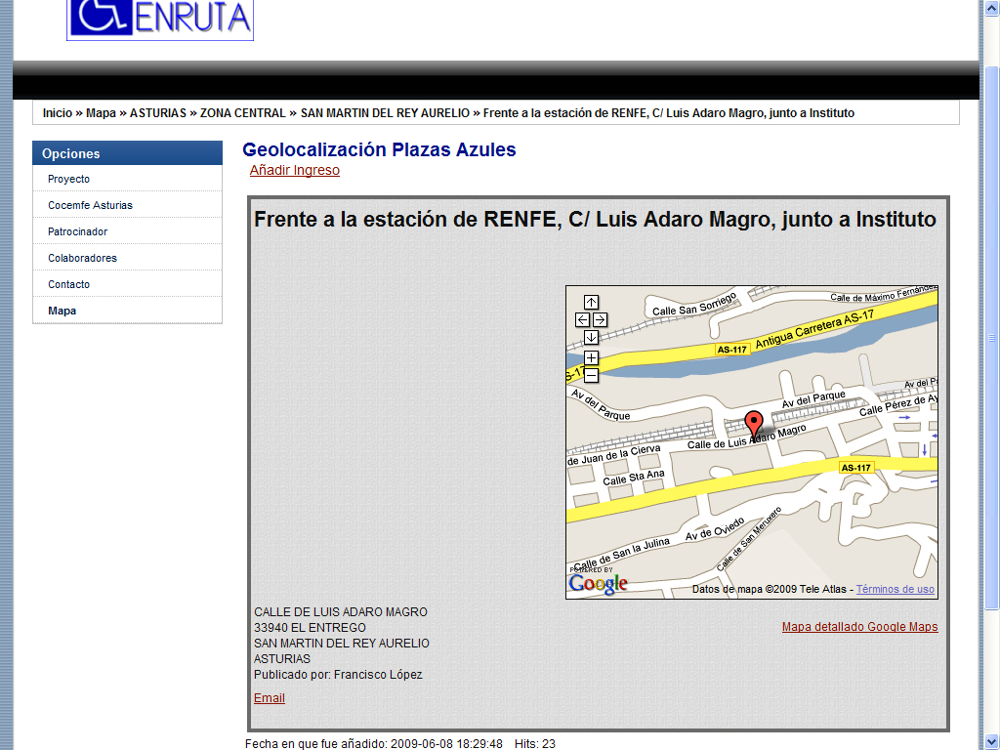 ENRUTA
Inicio » Mapa » ASTURIAS » ZONA CENTRAL » SAN MARTIN DEL REY AURELIO » Frente a la estación de RENFE, C/ Luis Adaro Magro, junto a Instituto
Opciones
Proyecto
Cocemfe Asturias
Patrocinador
Colaboradores
Contacto
Mapa
Geolocalización Plazas Azules
Añadir Ingreso
Frente a la estación de RENFE, C/ Luis Adaro Magro, junto a Instituto
Calle San Sorriego
Calle de Máximo Fernández
Antigua Carretera AS-17
AS-117
S-17
Av del Parque
Av del Parque
Av del Pa
Calle Pérez de Ay
Calle de Luis Adaro Magro
de Juan de la Cierva
Calle Sta Ana
AS-117
Av de Oviedo
Calle de San Meruxero
Calle de San la Julina
POWERED BY
Google
Datos de mapa ©2009 Tele Atlas - Términos de uso
Mapa detallado Google Maps
CALLE DE LUIS ADARO MAGRO
33940 EL ENTREGO
SAN MARTIN DEL REY AURELIO
ASTURIAS
Publicado por: Francisco López
Email
Fecha en que fue añadido: 2009-06-08 18:29:48 Hits: 23